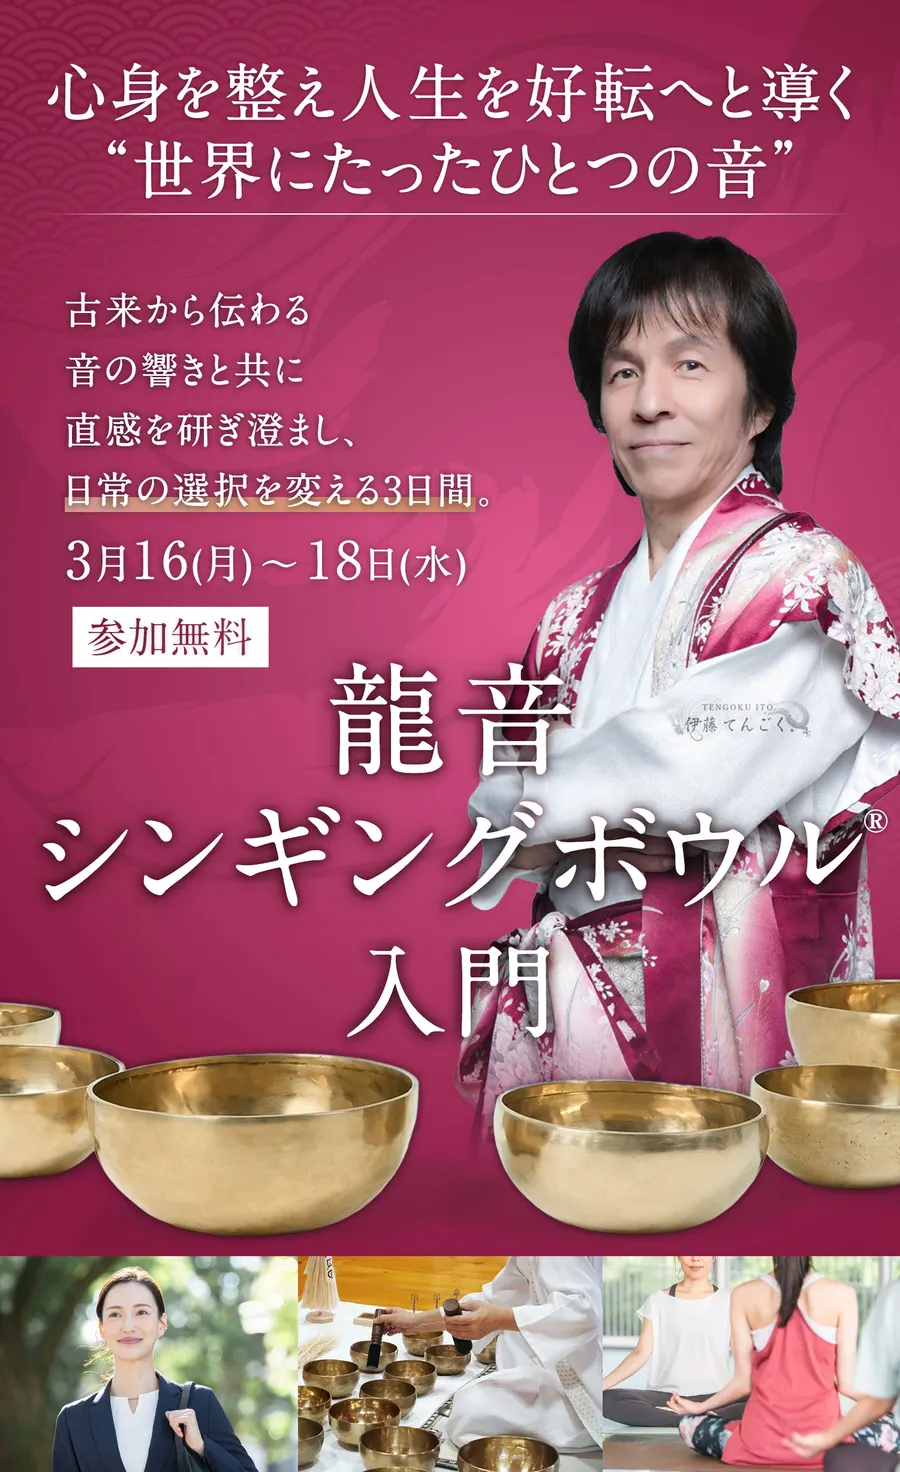 心身を整え人生を好転へと導く
“世界にたったひとつの音”
古来から伝わる
音の響きと共に
直感を研ぎ澄まし、
日常の選択を変える3日間。
3月16(月)～18日(水)
参加無料
TENGOKU ITO
伊藤てんごく。
龍音
シンギングボウル®
入門